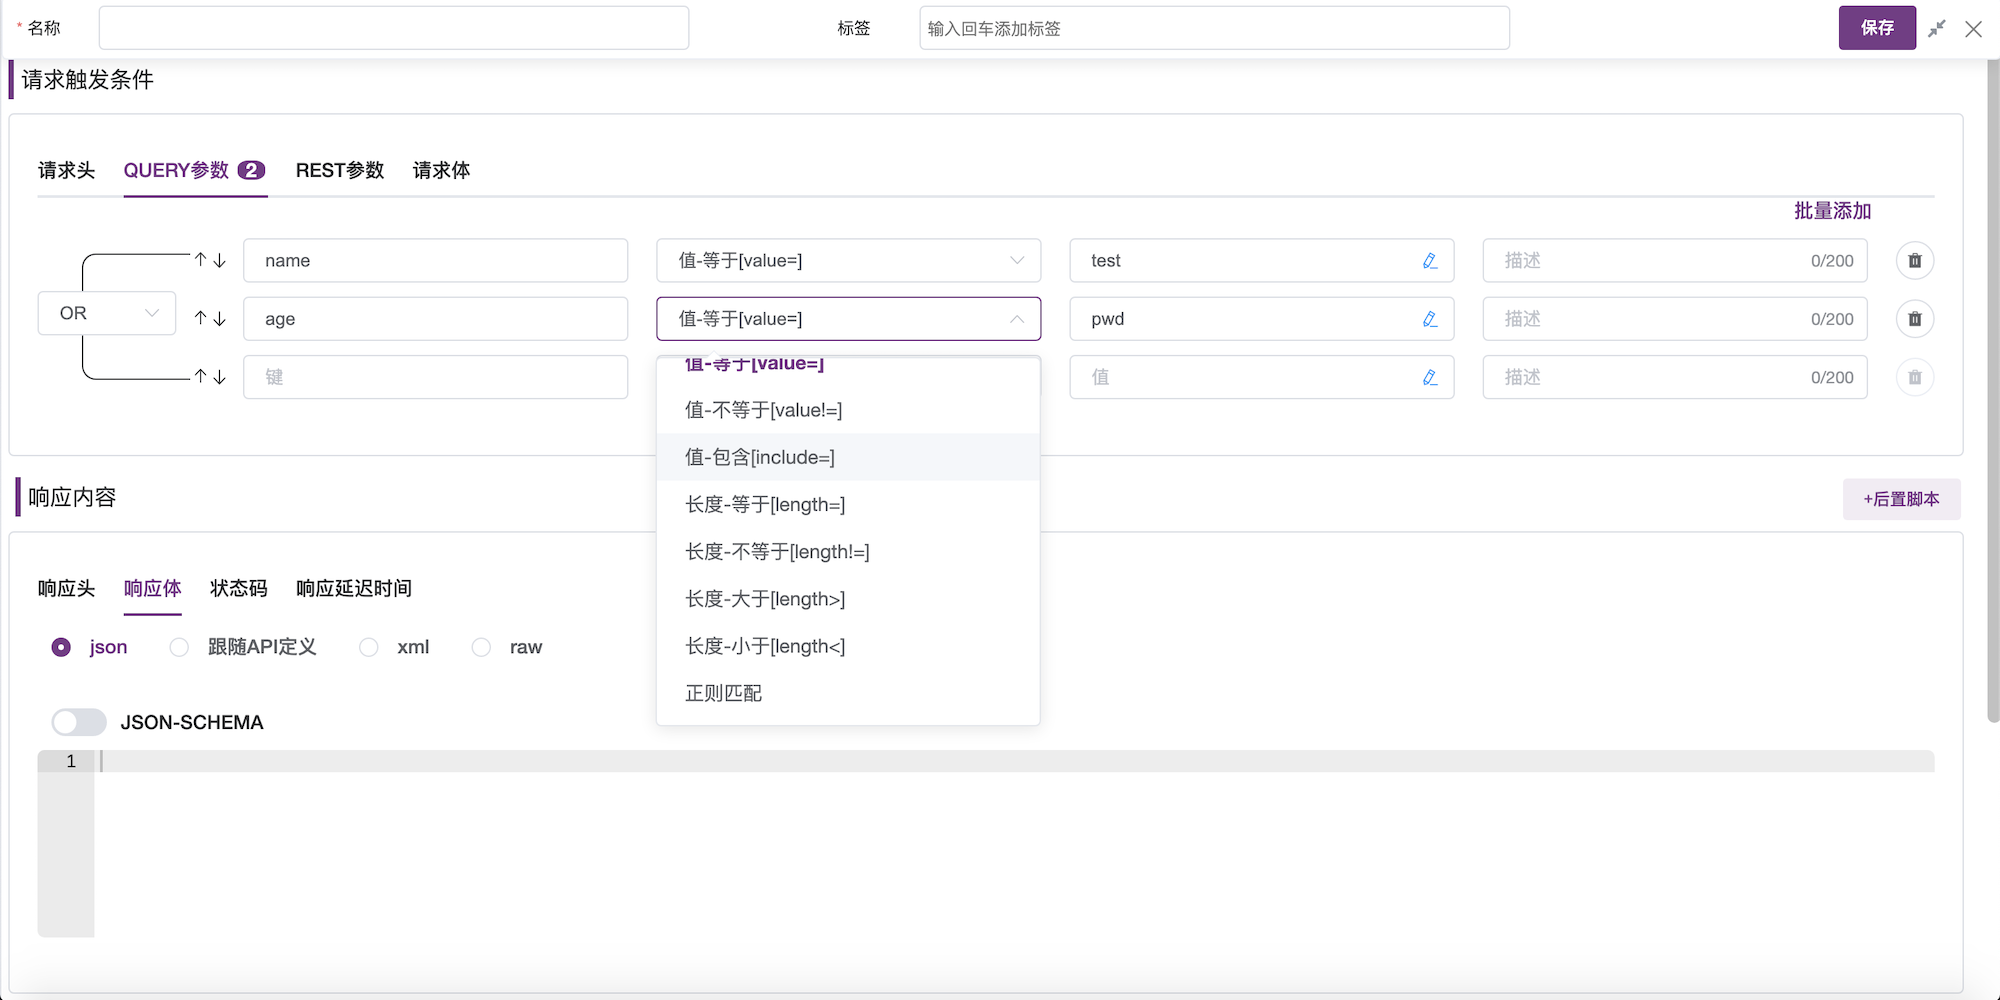 * 名称
标签 输入回车添加标签
保存
请求触发条件
请求头 QUERY参数 2 REST参数 请求体
批量添加
name 值-等于[value=] test 描述 0/200
OR
age 值-等于[value=] pwd 描述 0/200
键 值 描述 0/200
值-等于[value=]
值-不等于[value!=]
值-包含[include=]
长度-等于[length=]
长度-不等于[length!=]
长度-大于[length>]
长度-小于[length<]
正则匹配
响应内容
+后置脚本
响应头 响应体 状态码 响应延迟时间
json 跟随API定义 xml raw
JSON-SCHEMA
1